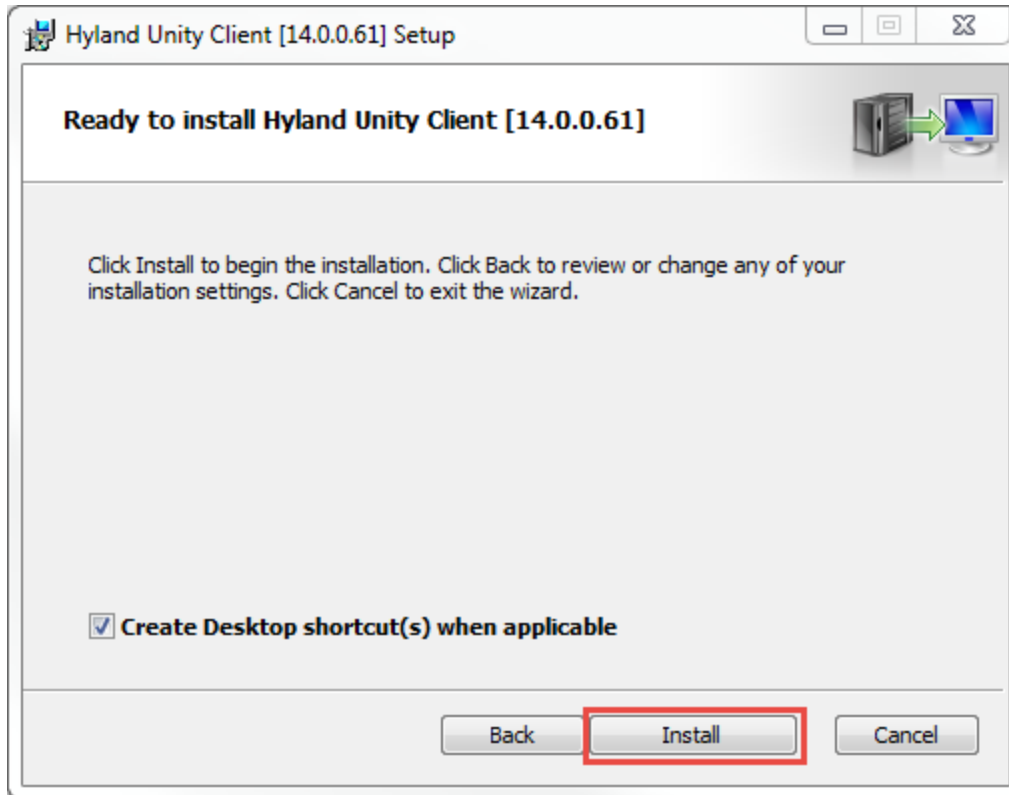 Hyland Unity Client [14.0.0.61] Setup
Ready to install Hyland Unity Client [14.0.0.61]
Click Install to begin the installation. Click Back to review or change any of your
installation settings. Click Cancel to exit the wizard.
Create Desktop shortcut(s) when applicable
Back Install Cancel